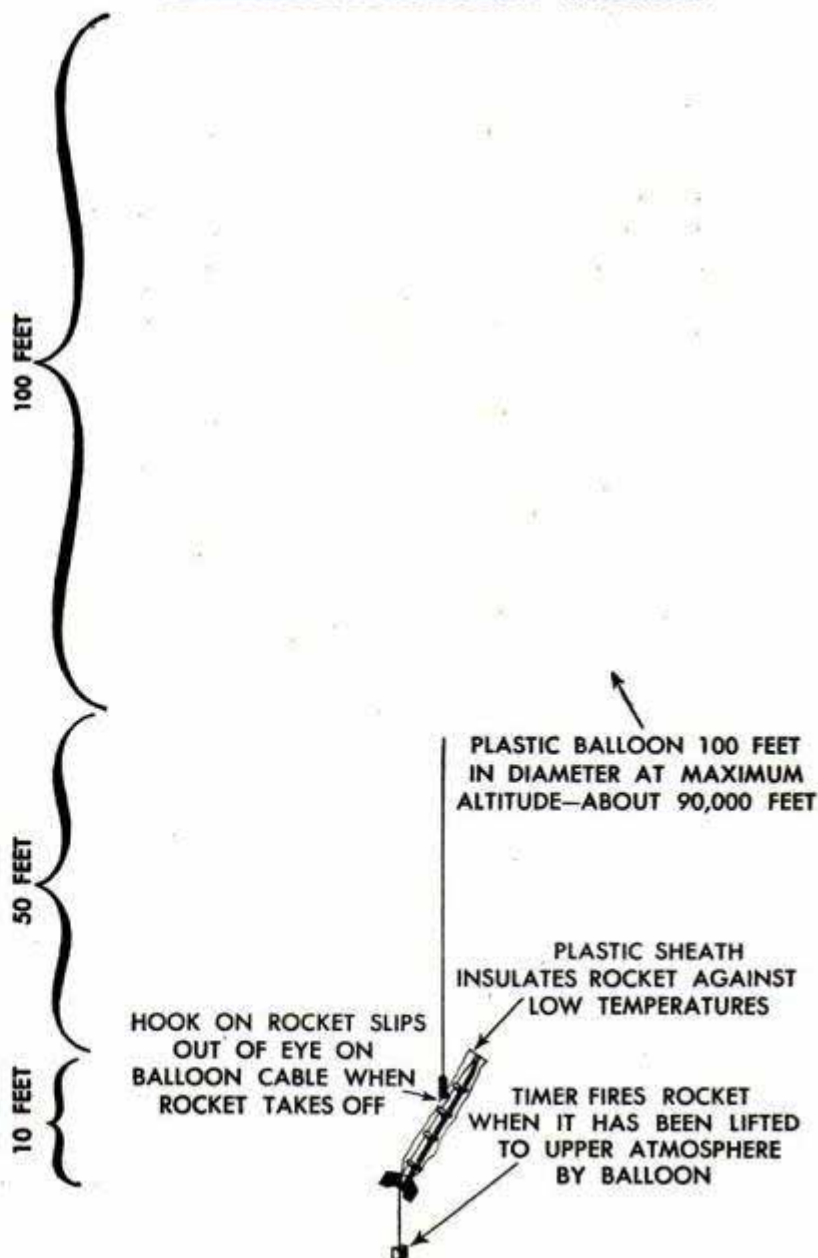 100 FEET
PLASTIC BALLOON 100 FEET
IN DIAMETER AT MAXIMUM
ALTITUDE—ABOUT 90,000 FEET
50 FEET
PLASTIC SHEATH
INSULATES ROCKET AGAINST
LOW TEMPERATURES
HOOK ON ROCKET SLIPS
OUT OF EYE ON
BALLOON CABLE WHEN
ROCKET TAKES OFF
10 FEET
TIMER FIRES ROCKET
WHEN IT HAS BEEN LIFTED
TO UPPER ATMOSPHERE
BY BALLOON